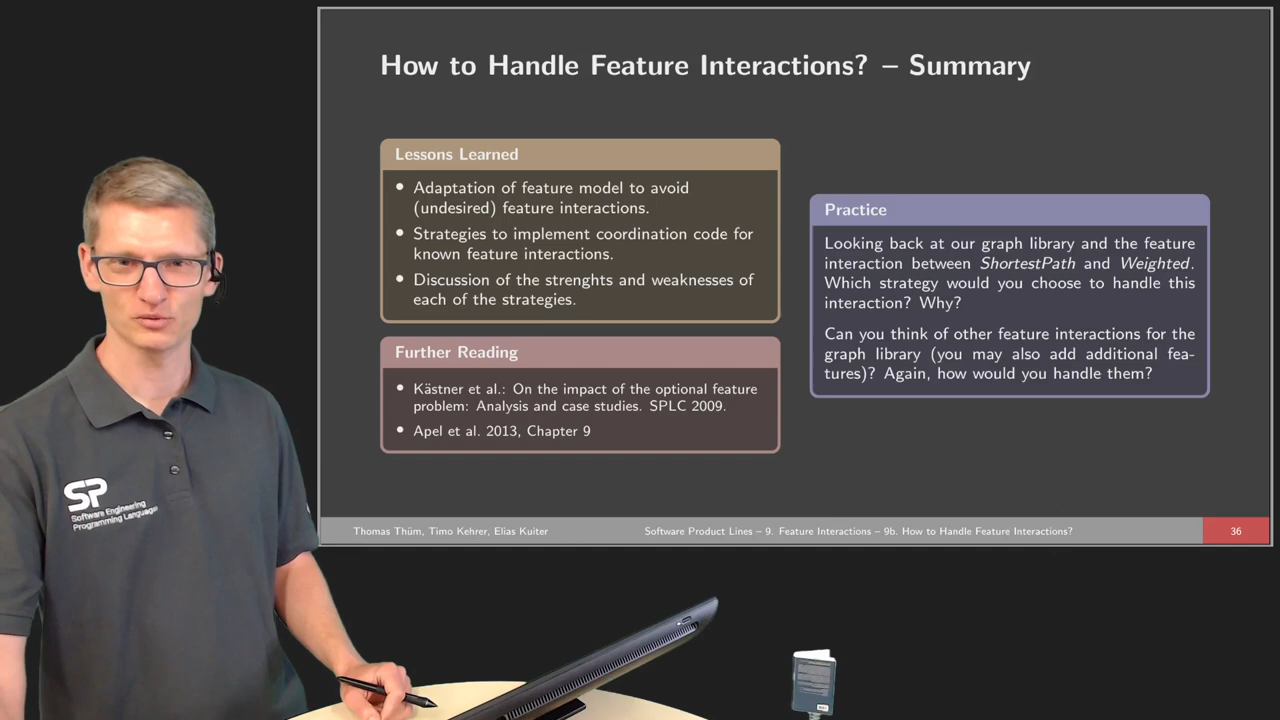 How to Handle Feature Interactions? – Summary
Lessons Learned
• Adaptation of feature model to avoid
(undesired) feature interactions.
• Strategies to implement coordination code for
known feature interactions.
• Discussion of the strenghts and weaknesses of
each of the strategies.
Further Reading
• Kästner et al.: On the impact of the optional feature
problem: Analysis and case studies. SPLC 2009.
• Apel et al. 2013, Chapter 9
Practice
Looking back at our graph library and the feature
interaction between ShortestPath and Weighted.
Which strategy would you choose to handle this
interaction? Why?
Can you think of other feature interactions for the
graph library (you may also add additional fea-
tures)? Again, how would you handle them?
Thomas Thüm, Timo Kehrer, Elias Kuiter
Software Product Lines – 9. Feature Interactions – 9b. How to Handle Feature Interactions?
36
SP
Software Engineering
Programming Languages